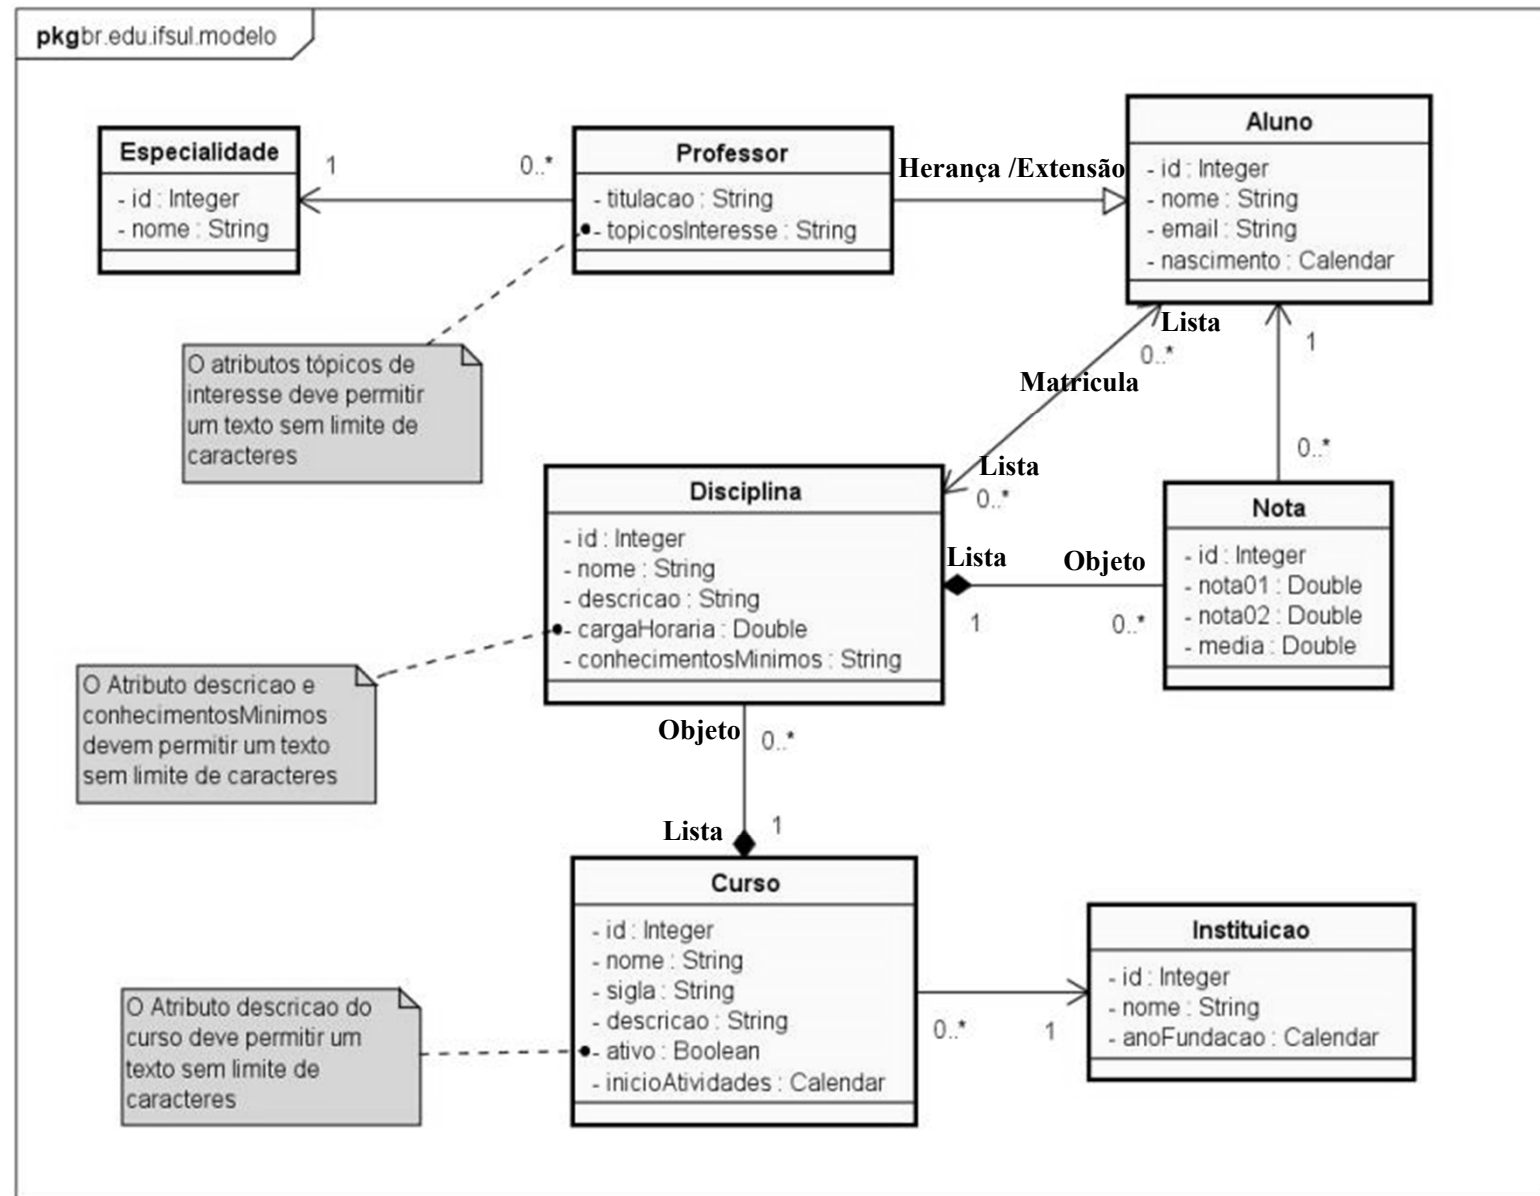 pkgbr.edu.ifsul.modelo
Especialidade
- id : Integer
- nome : String
1
0..*
Professor
- titulacao : String
- topicosInteresse : String
Herança /Extensão
Aluno
- id : Integer
- nome : String
- email : String
- nascimento : Calendar
O atributos tópicos de
interesse deve permitir
um texto sem limite de
caracteres
Lista
0..*
Matricula
Lista
0..*
1
0..*
Disciplina
- id : Integer
- nome : String
- descricao : String
- cargaHoraria : Double
- conhecimentosMinimos : String
Lista
1
Objeto
0..*
Nota
- id : Integer
- nota01 : Double
- nota02 : Double
- media : Double
O Atributo descricao e
conhecimentosMinimos
devem permitir um texto
sem limite de caracteres
Objeto
0..*
Lista
1
Curso
- id : Integer
- nome : String
- sigla : String
- descricao : String
- ativo : Boolean
- inicioAtividades : Calendar
0..*
1
Instituicao
- id : Integer
- nome : String
- anoFundacao : Calendar
O Atributo descricao do
curso deve permitir um
texto sem limite de
caracteres